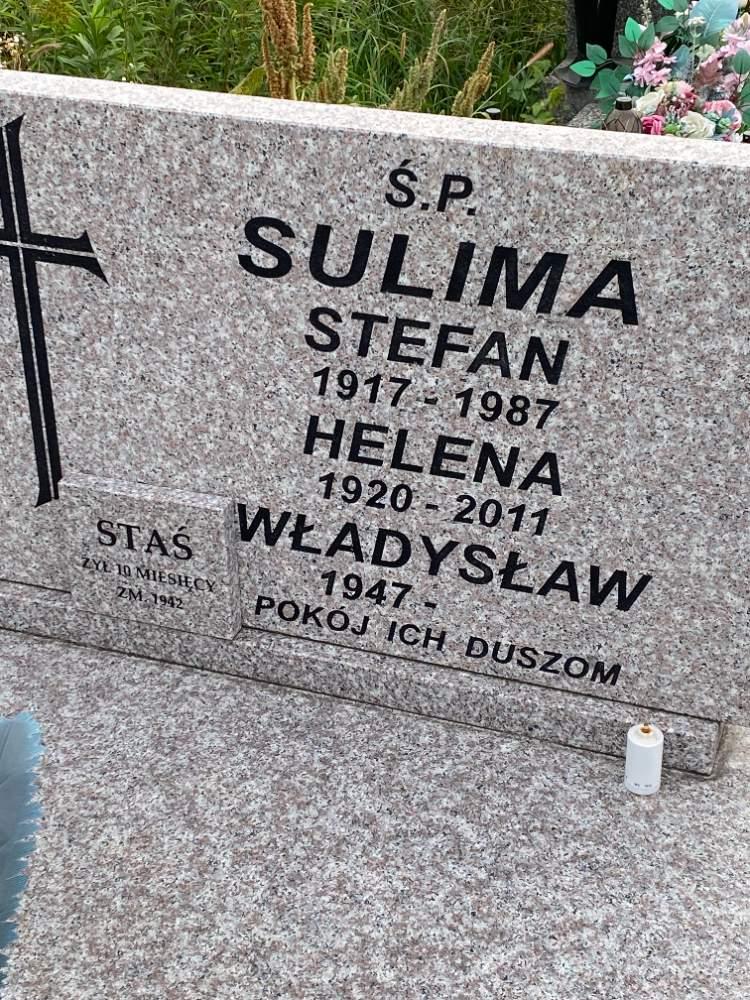 Ś.P.
SULIMA
STEFAN
1917 - 1987
HELENA
1920 - 2011
WŁADYSŁAW
1947 -
POKÓJ ICH DUSZOM
STAŚ
ŻYŁ 10 MIESIĘCY
ZM. 1942